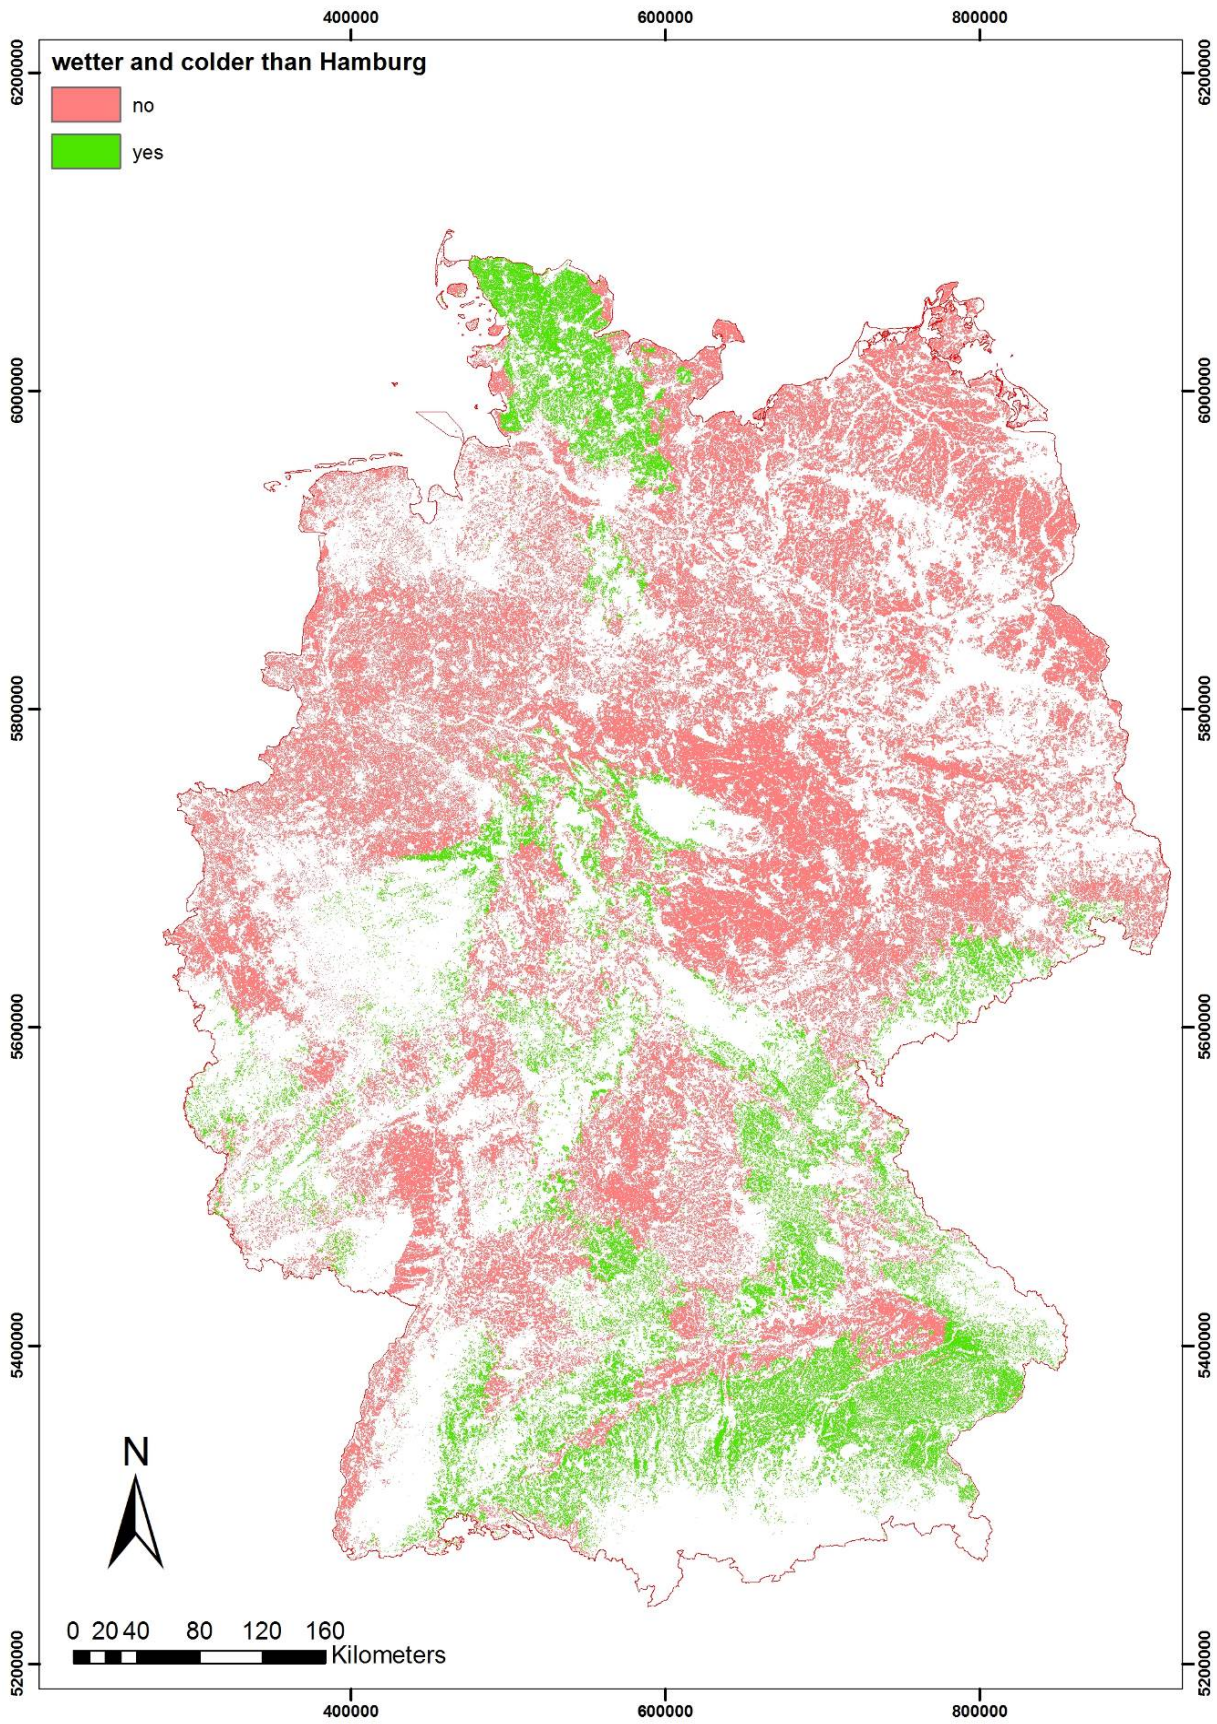 400000 600000 800000
wetter and colder than Hamburg
no
yes
6200000 6200000
6000000 6000000
5800000 5800000
5600000 5600000
5400000 5400000
N
0 20 40 80 120 160
Kilometers
5200000 5200000
400000 600000 800000